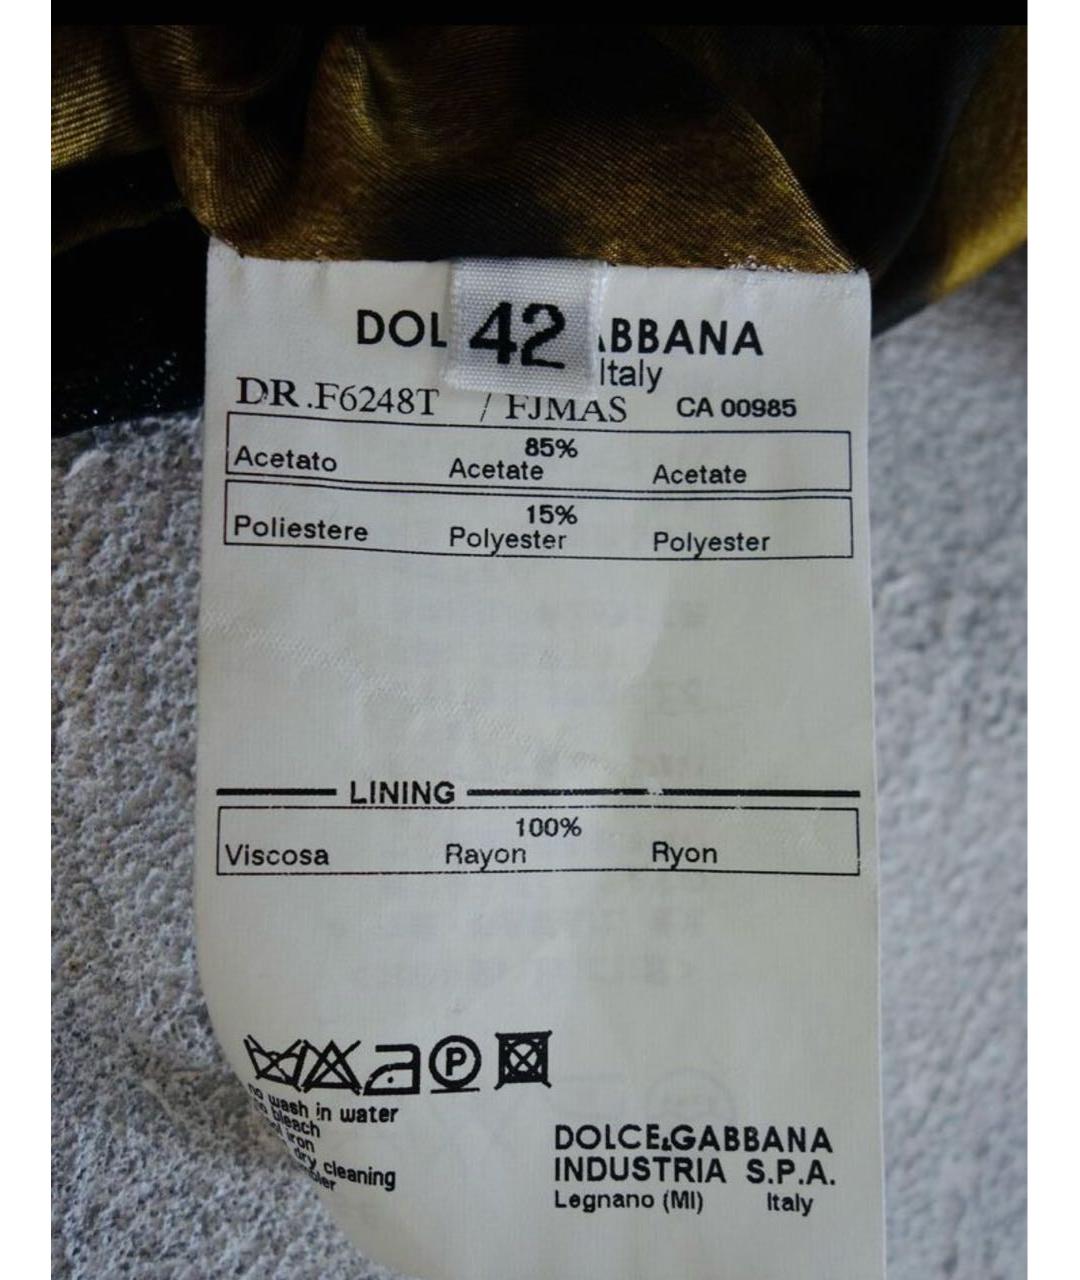 DOL 42 ABBANA
Italy
DR.F6248T / FJMAS CA 00985
85%
Acetato Acetate Acetate
15%
Poliestere Polyester Polyester
LINING
100%
Viscosa Rayon Ryon
P
no wash in water
bleach
iron
dry cleaning
DOLCE&GABBANA
INDUSTRIA S.P.A.
Legnano (MI) Italy